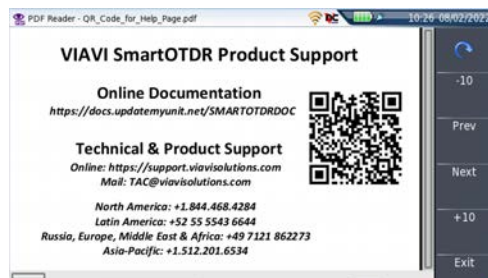 PDF Reader - QR_Code_for_Help_Page.pdf
10:26 08/02/2022
VIAVI SmartOTDR Product Support
Online Documentation
https://docs.updatemyunit.net/SMARTOTDRDOC
Technical & Product Support
Online: https://support.viavisolutions.com
Mail: TAC@viavisolutions.com
North America: +1.844.468.4284
Latin America: +52 55 5543 6644
Russia, Europe, Middle East & Africa: +49 7121 862273
Asia-Pacific: +1.512.201.6534
-10
Prev
Next
+10
Exit